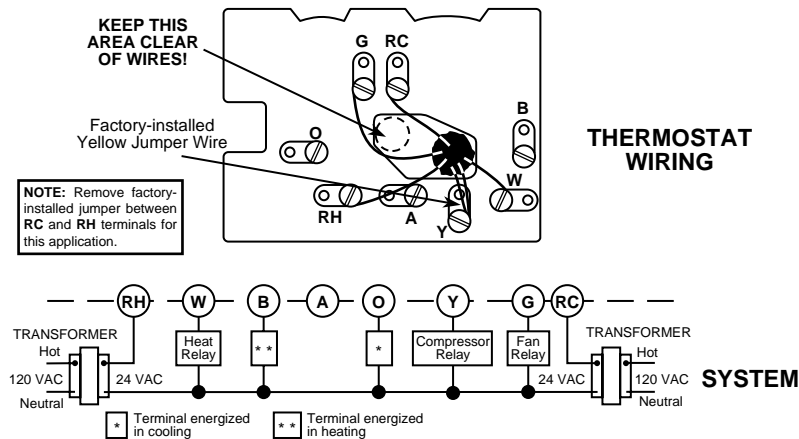 KEEP THIS
AREA CLEAR
OF WIRES!
G RC
B
Factory-installed
Yellow Jumper Wire
O
THERMOSTAT
WIRING
W
NOTE: Remove factory-
installed jumper between
RC and RH terminals for
this application.
RH
A
Y
RH W B A O Y G RC
TRANSFORMER
Hot
120 VAC
Neutral
24 VAC
Heat
Relay
* *
*
Compressor
Relay
Fan
Relay
TRANSFORMER
Hot
24 VAC
120 VAC
Neutral
SYSTEM
* Terminal energized
in cooling
* * Terminal energized
in heating